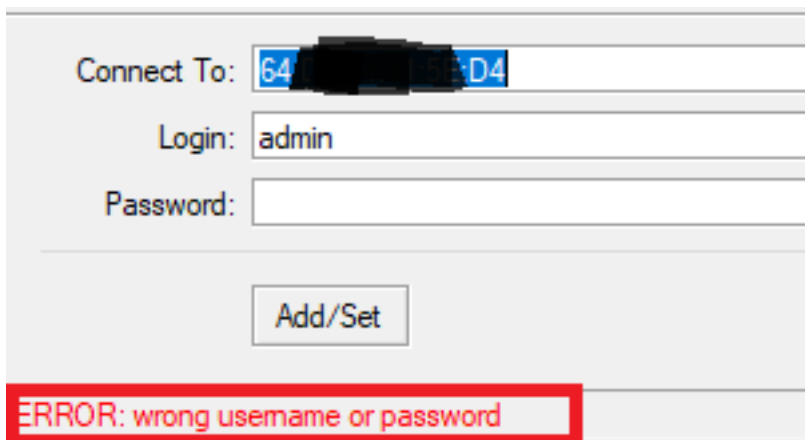 Connect To: 64 :D4
Login: admin
Password:
Add/Set
ERROR: wrong username or password